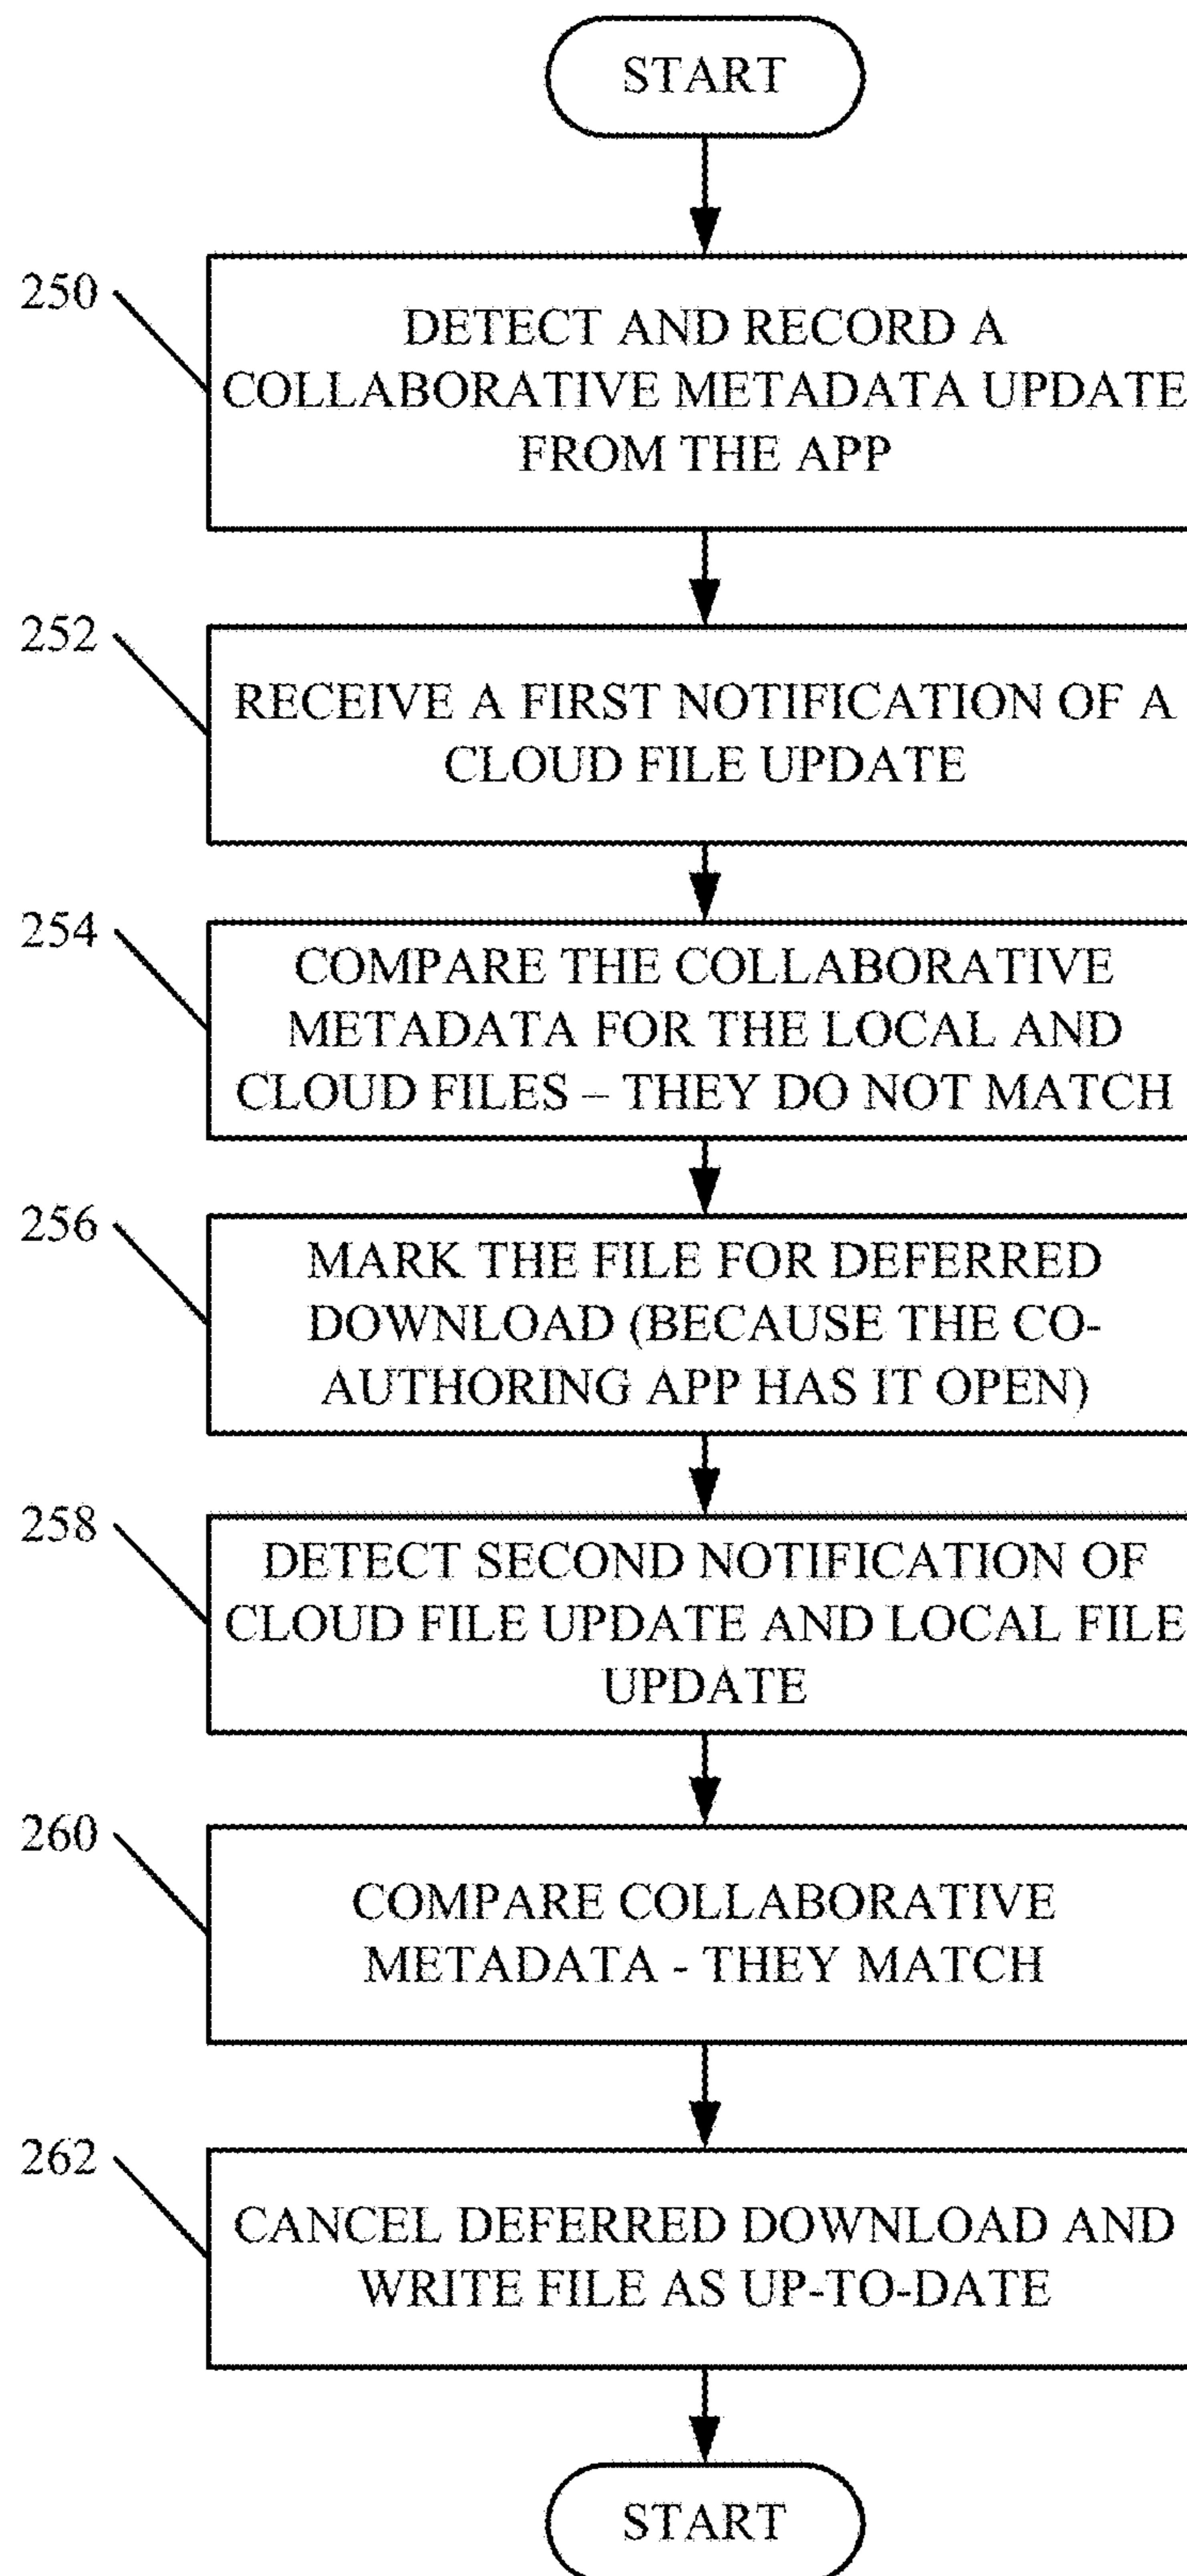 START
250
DETECT AND RECORD A
COLLABORATIVE METADATA UPDATE
FROM THE APP
252
RECEIVE A FIRST NOTIFICATION OF A
CLOUD FILE UPDATE
254
COMPARE THE COLLABORATIVE
METADATA FOR THE LOCAL AND
CLOUD FILES – THEY DO NOT MATCH
256
MARK THE FILE FOR DEFERRED
DOWNLOAD (BECAUSE THE CO-
AUTHORING APP HAS IT OPEN)
258
DETECT SECOND NOTIFICATION OF
CLOUD FILE UPDATE AND LOCAL FILE
UPDATE
260
COMPARE COLLABORATIVE
METADATA - THEY MATCH
262
CANCEL DEFERRED DOWNLOAD AND
WRITE FILE AS UP-TO-DATE
START